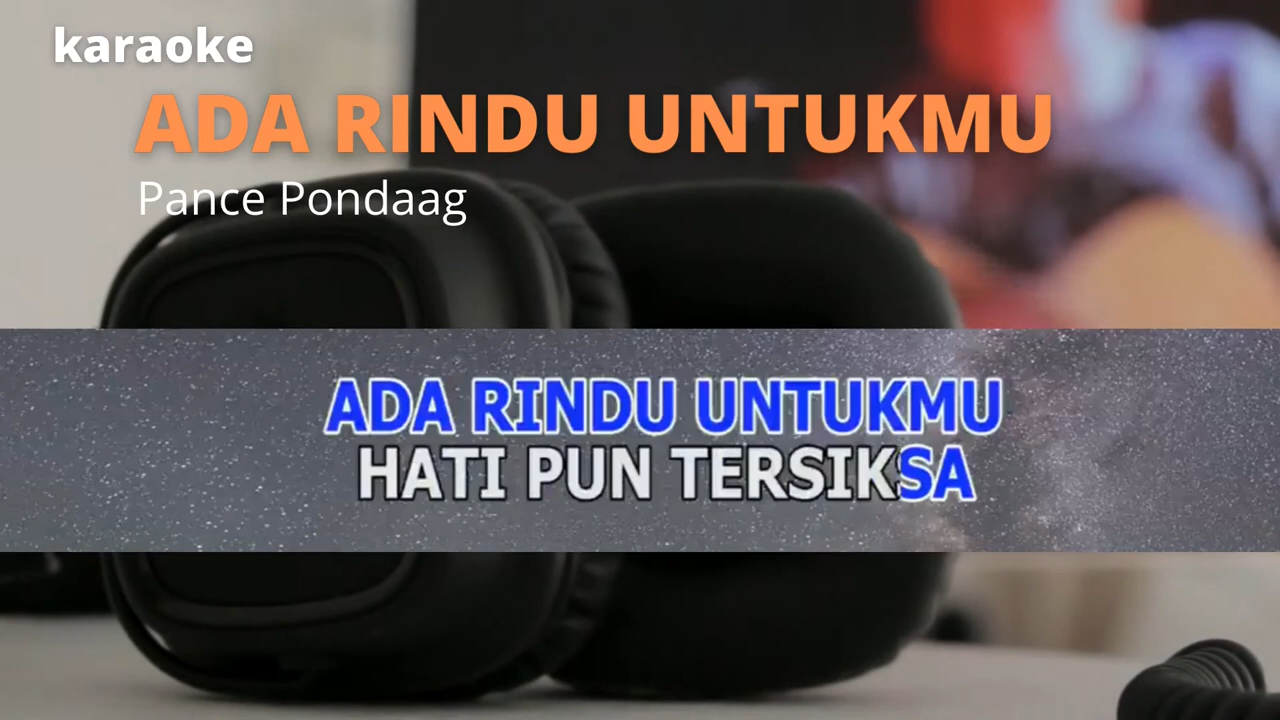 karaoke
ADA RINDU UNTUKMU
Pance Pondaag
ADA RINDU UNTUKMU
HATI PUN TERSIKSA